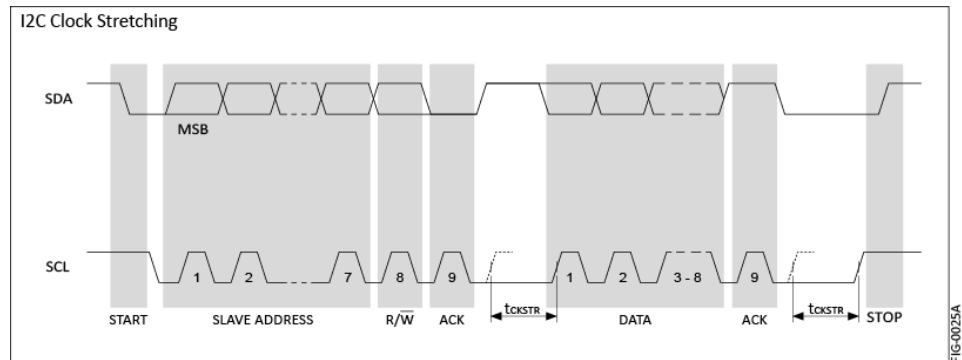 I2C Clock Stretching
SDA
MSB
SCL
1 2 7 8 9 1 2 3 - 8 9
tCKSTR tCKSTR
START SLAVE ADDRESS R/W̅ ACK DATA ACK STOP
FIG-0025A